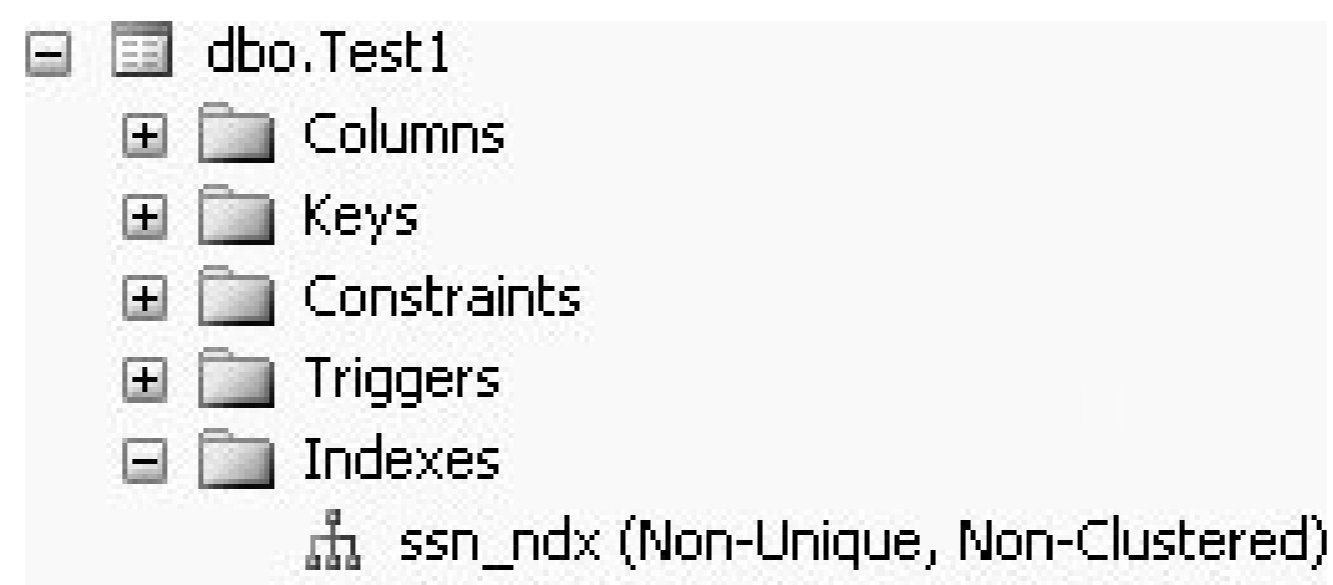 dbo.Test1
Columns
Keys
Constraints
Triggers
Indexes
ssn_ndx (Non-Unique, Non-Clustered)